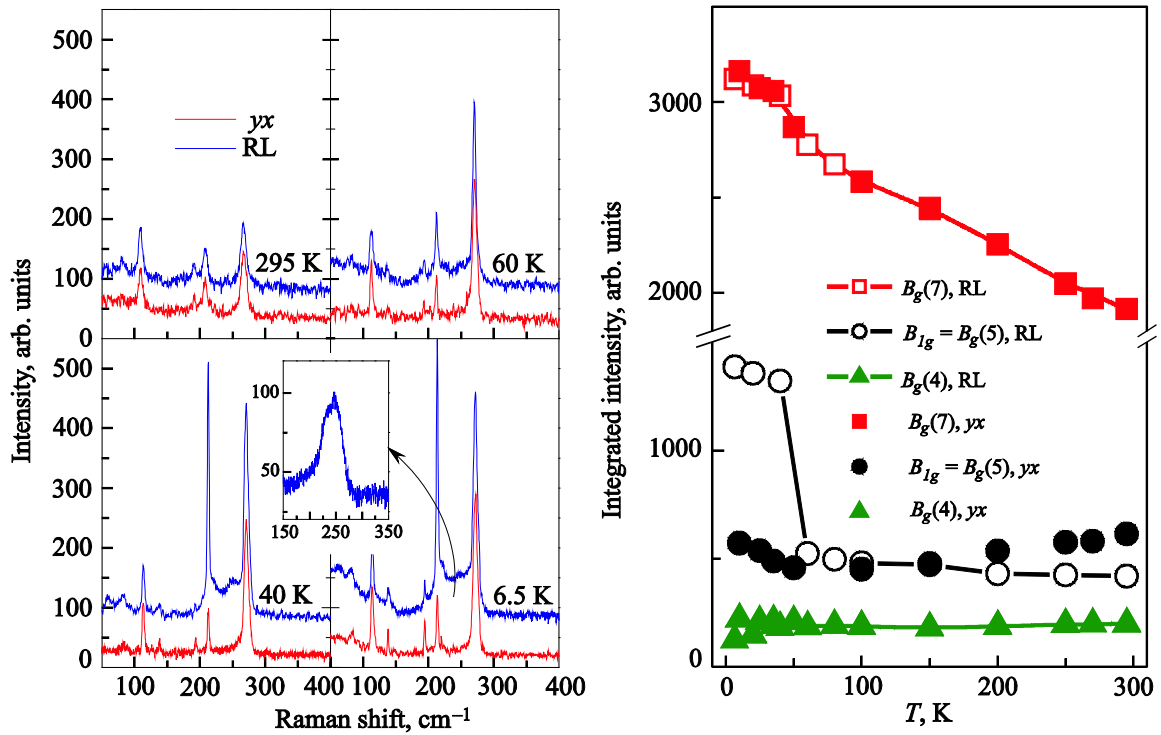 500
400
300
200
100
0
yx
RL
295 K
60 K
Intensity, arb. units
500
400
300
200
100
0
100
50
150
250
350
40 K
6.5 K
100
200
300
400
100
200
300
400
Raman shift, cm–1
Integrated intensity, arb. units
3000
2000
1000
0
Bg(7), RL
B1g = Bg(5), RL
Bg(4), RL
Bg(7), yx
B1g = Bg(5), yx
Bg(4), yx
0
50
100
150
200
250
300
T, K